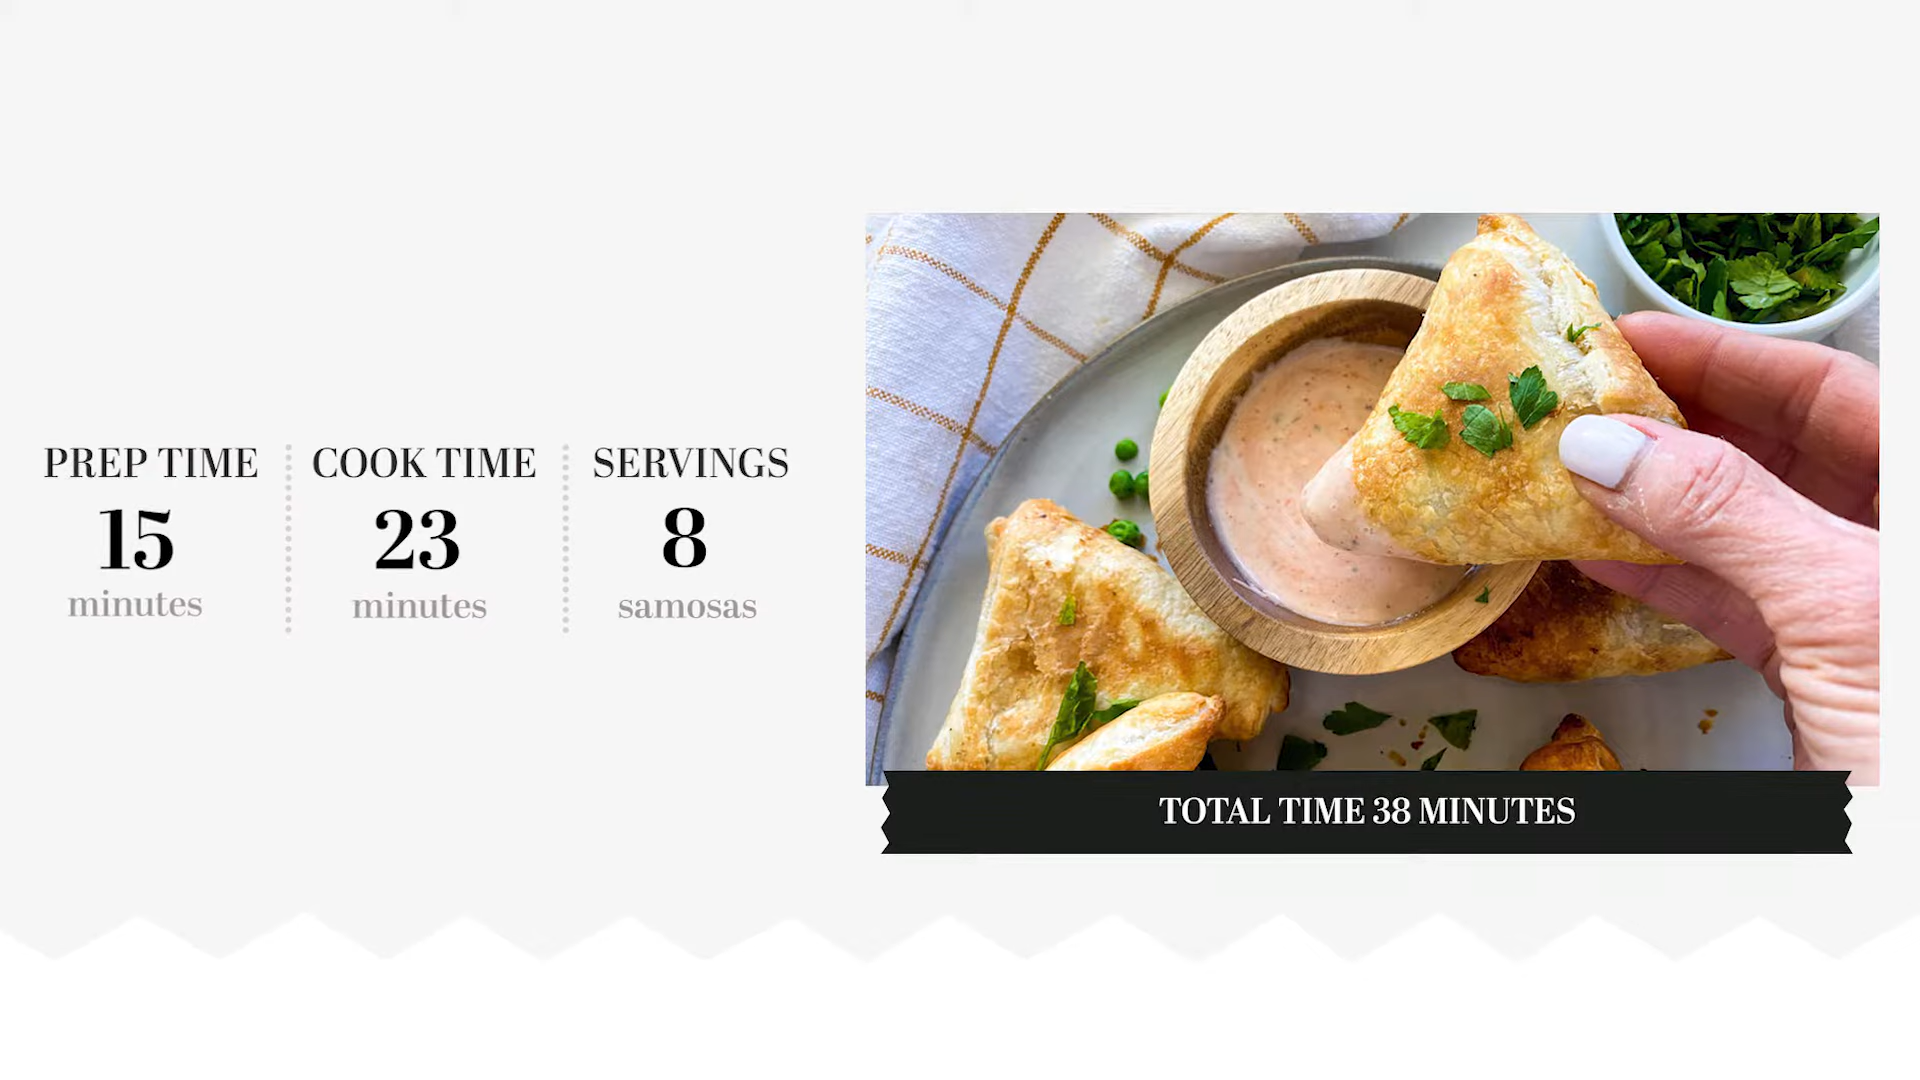 PREP TIME
15
minutes
COOK TIME
23
minutes
SERVINGS
8
samosas
TOTAL TIME 38 MINUTES